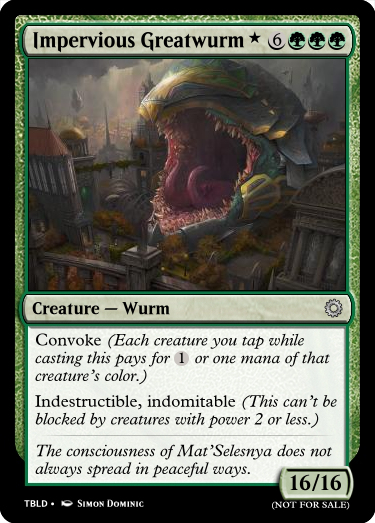 Impervious Greatwurm ★ 6
Creature — Wurm
Convoke (Each creature you tap while
casting this pays for 1 or one mana of that
creature's color.)
Indestructible, indomitable (This can't be
blocked by creatures with power 2 or less.)
The consciousness of Mat'Selesnya does not
always spread in peaceful ways.
16/16
TBLD • Simon Dominic
(NOT FOR SALE)